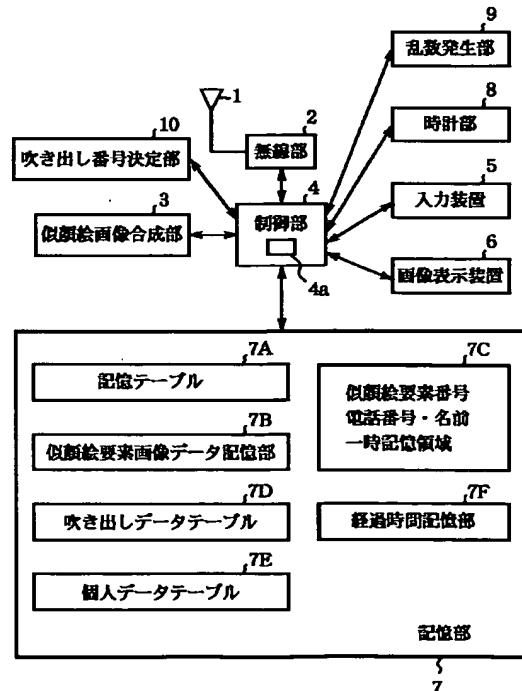 9
乱数発生部
1
8
10
2
時計部
吹き出し番号決定部
無線部
3
4
5
似顔絵画像合成部
制御部
入力装置
6
4a
画像表示装置
7A
7C
記憶テーブル
似顔絵要素番号
電話番号・名前
一時記憶領域
7B
似顔絵要素画像データ記憶部
7D
7F
吹き出しデータテーブル
経過時間記憶部
7E
個人データテーブル
記憶部
7